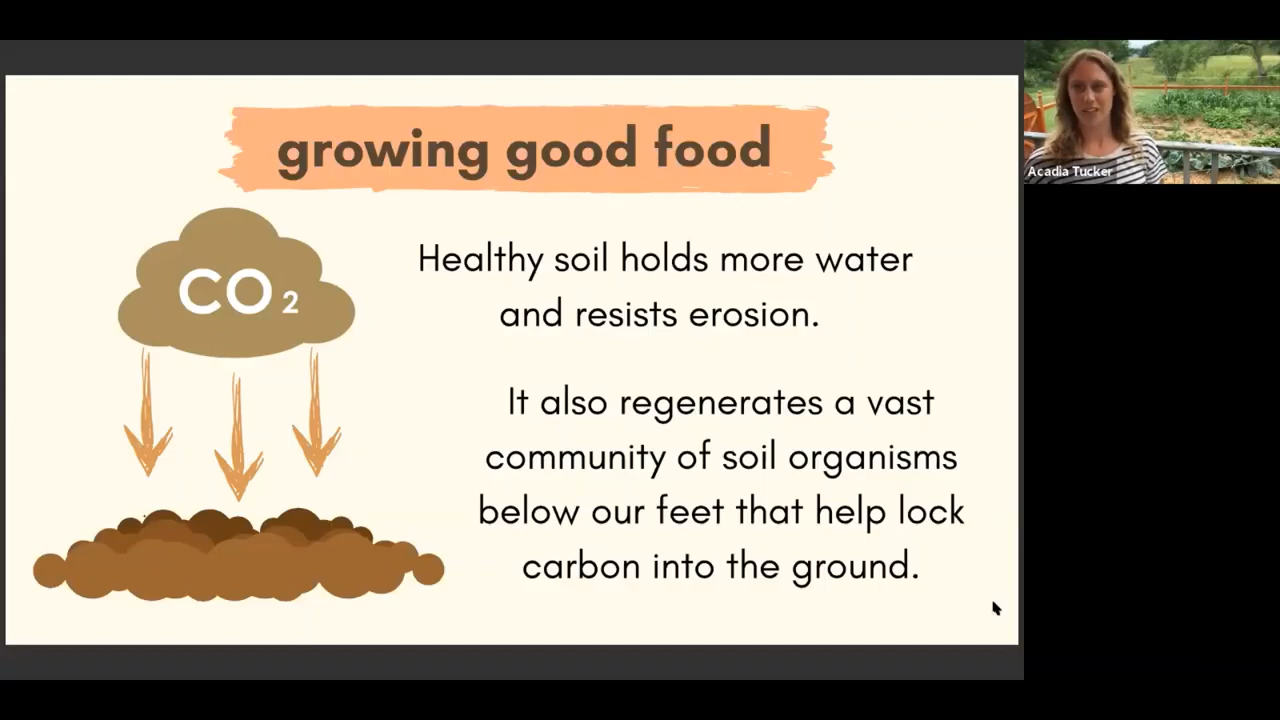 growing good food
CO2
Healthy soil holds more water
and resists erosion.
It also regenerates a vast
community of soil organisms
below our feet that help lock
carbon into the ground.
Acadia Tucker